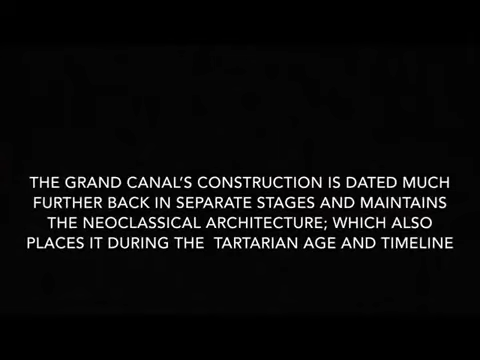 THE GRAND CANAL'S CONSTRUCTION IS DATED MUCH
FURTHER BACK IN SEPARATE STAGES AND MAINTAINS
THE NEOCLASSICAL ARCHITECTURE; WHICH ALSO
PLACES IT DURING THE TARTARIAN AGE AND TIMELINE